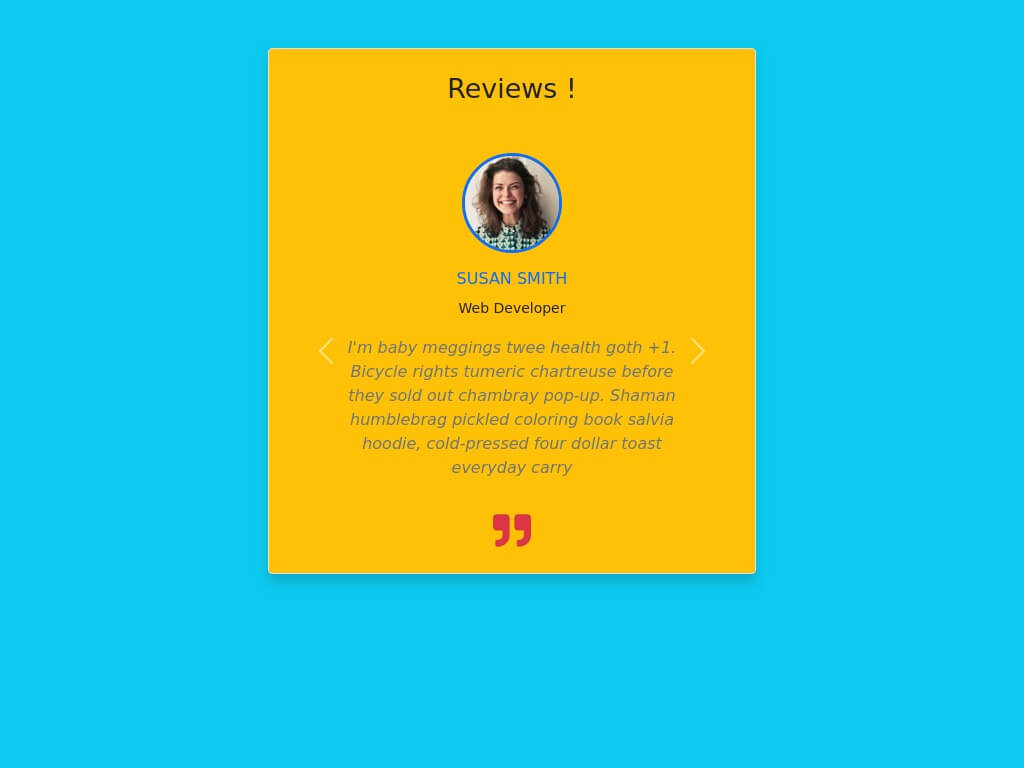 Reviews !
SUSAN SMITH
Web Developer
I'm baby meggings twee health goth +1.
Bicycle rights tumeric chartreuse before
they sold out chambray pop-up. Shaman
humblebrag pickled coloring book salvia
hoodie, cold-pressed four dollar toast
everyday carry